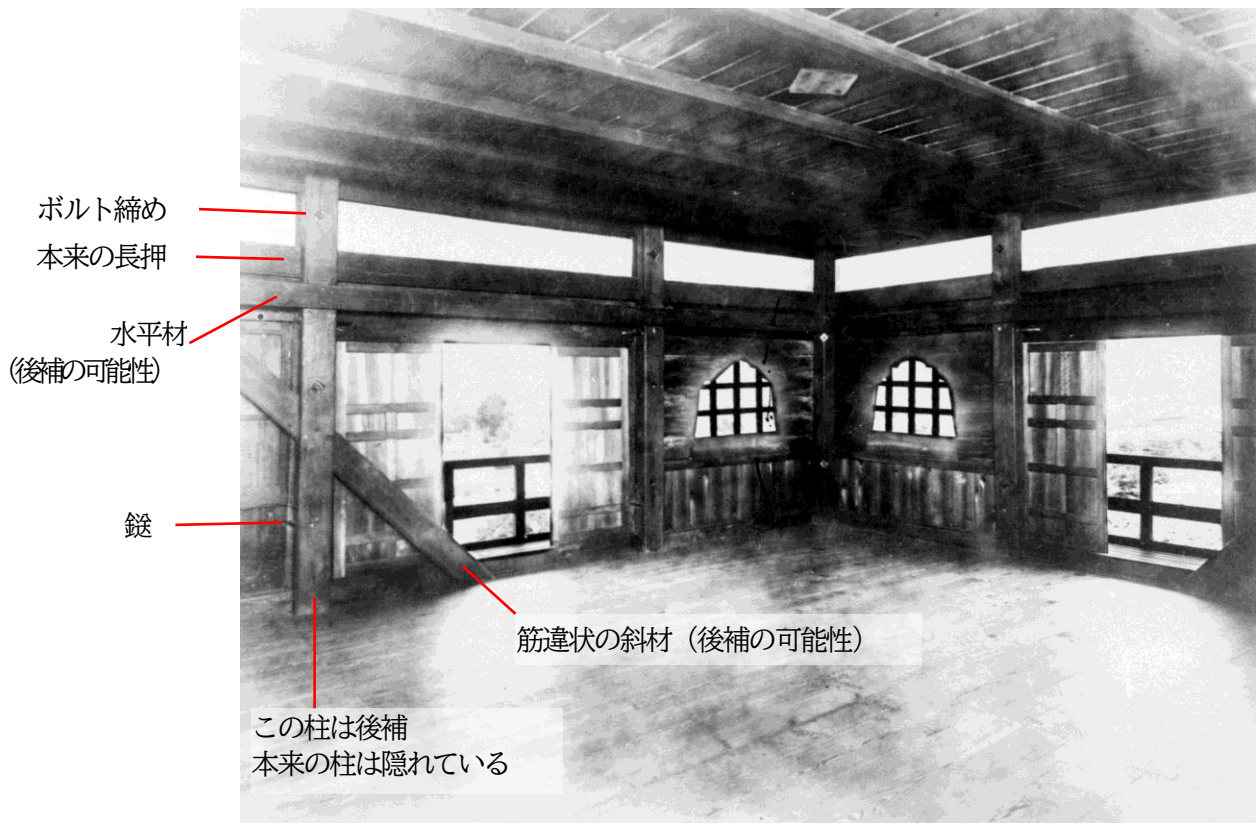 ボルト締め
本来の長押
水平材
（後補の可能性）
鎹
筋違状の斜材（後補の可能性）
この柱は後補
本来の柱は隠れている